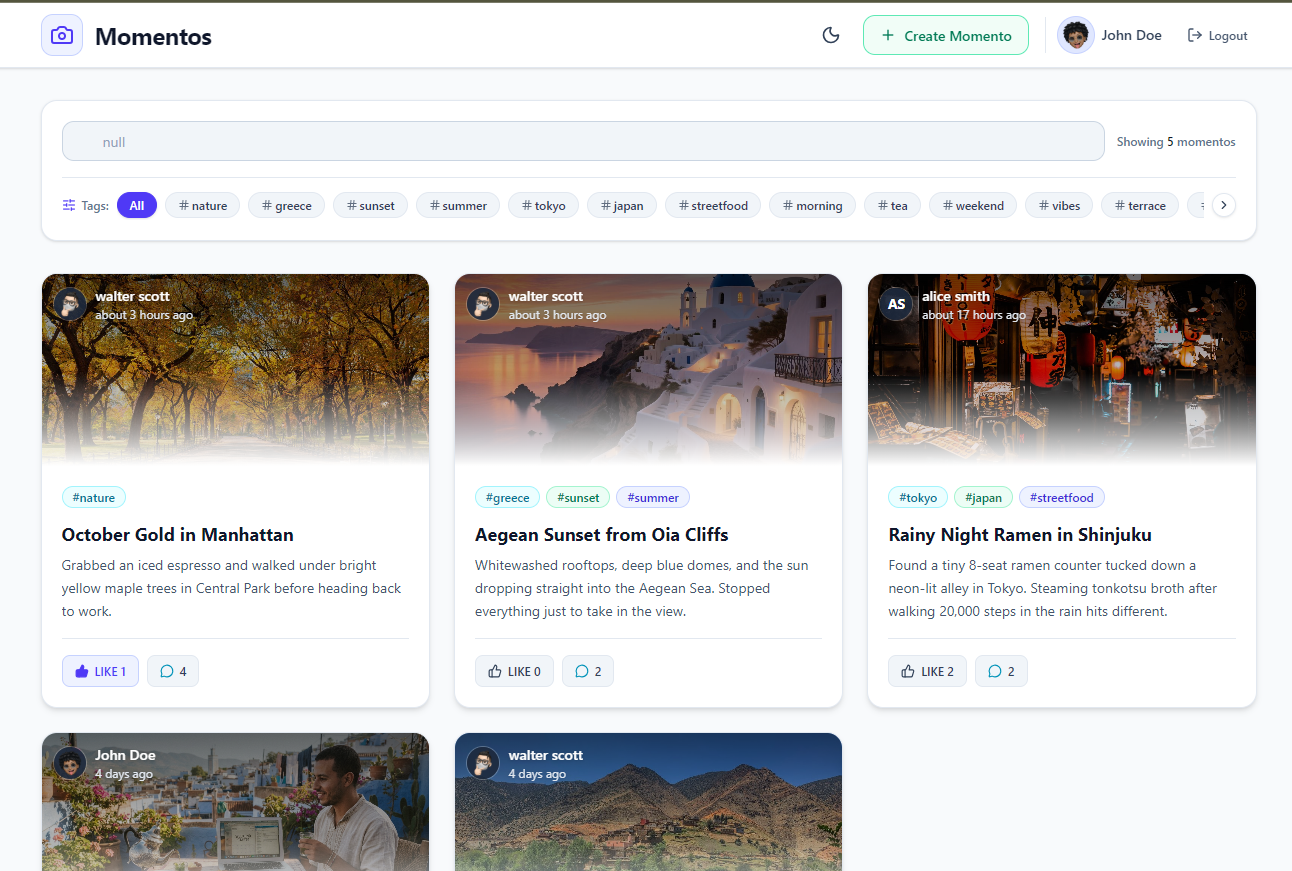 Momentos
Create Momento
John Doe
Logout
null
Showing 5 momentos
Tags:
All
# nature
# greece
# sunset
# summer
# tokyo
# japan
# streetfood
# morning
# tea
# weekend
# vibes
# terrace
walter scott
about 3 hours ago
#nature
October Gold in Manhattan
Grabbed an iced espresso and walked under bright
yellow maple trees in Central Park before heading back
to work.
LIKE 1
4
walter scott
about 3 hours ago
#greece
#sunset
#summer
Aegean Sunset from Oia Cliffs
Whitewashed rooftops, deep blue domes, and the sun
dropping straight into the Aegean Sea. Stopped
everything just to take in the view.
LIKE 0
2
AS
alice smith
about 17 hours ago
#tokyo
#japan
#streetfood
Rainy Night Ramen in Shinjuku
Found a tiny 8-seat ramen counter tucked down a
neon-lit alley in Tokyo. Steaming tonkotsu broth after
walking 20,000 steps in the rain hits different.
LIKE 2
2
John Doe
4 days ago
walter scott
4 days ago